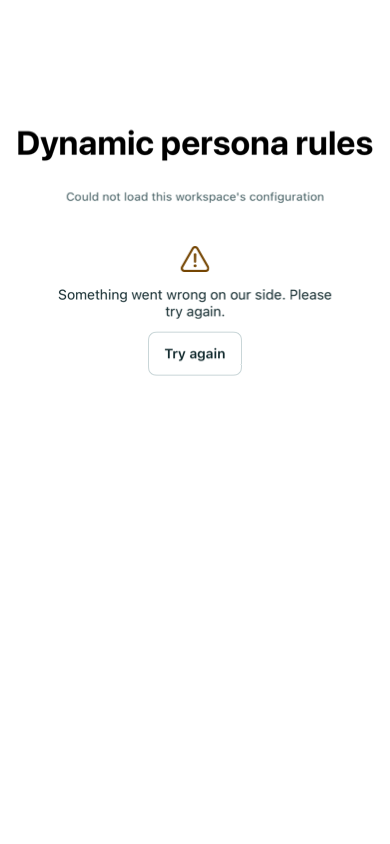 Dynamic persona rules
Could not load this workspace's configuration
Something went wrong on our side. Please
try again.
Try again